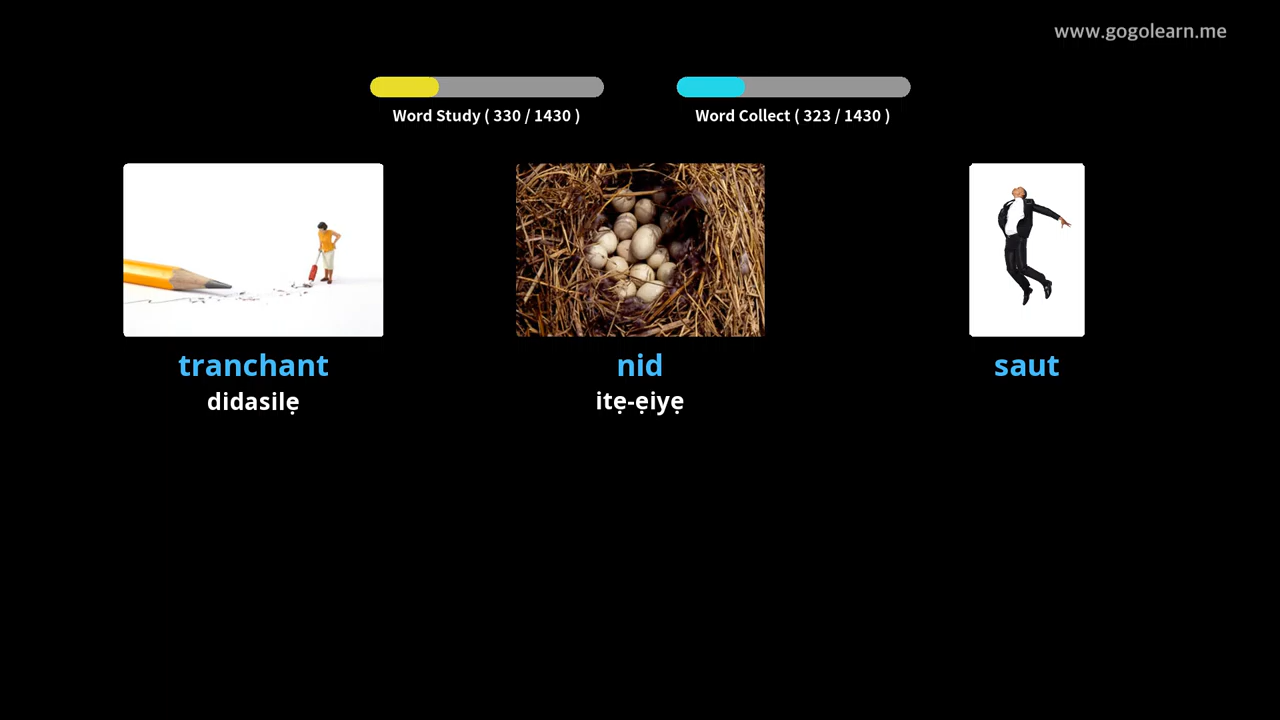 www.gogolearn.me
Word Study ( 330 / 1430 )
Word Collect ( 323 / 1430 )
tranchant
didasilẹ
nid
itẹ-ẹiyẹ
saut